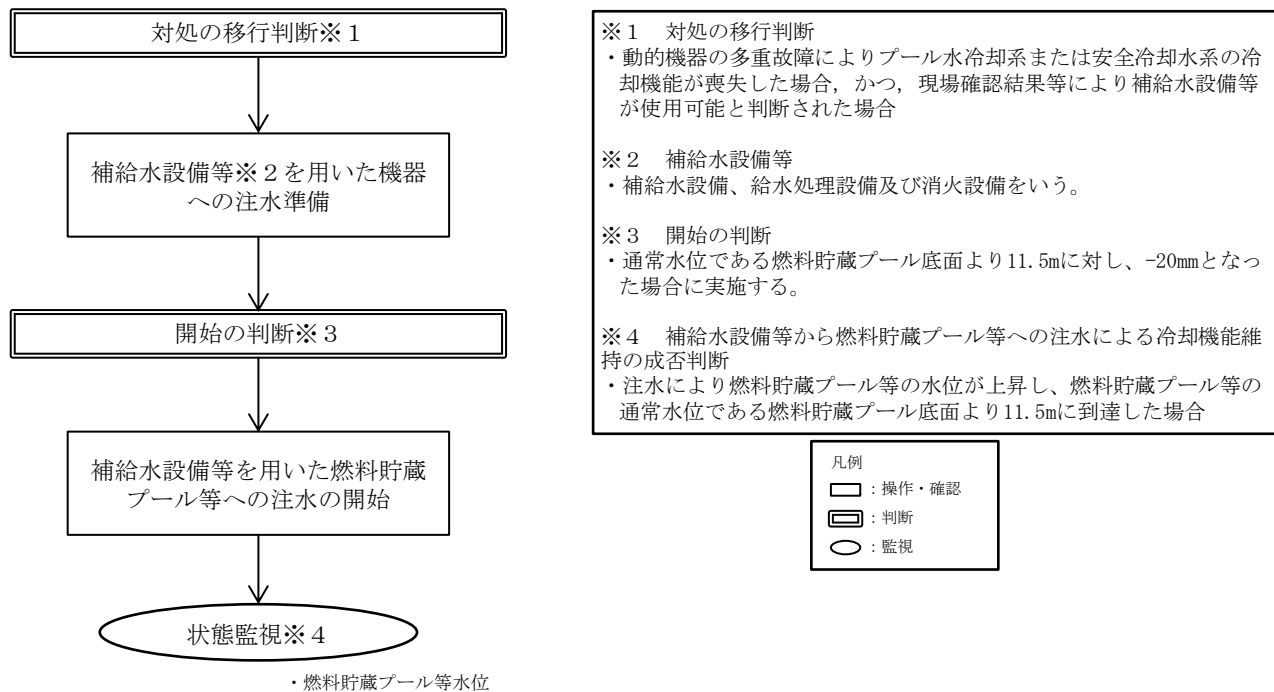 対処の移行判断※１
補給水設備等※２を用いた機器
への注水準備
開始の判断※３
補給水設備等を用いた燃料貯蔵
プール等への注水の開始
状態監視※４
・燃料貯蔵プール等水位
※１　対処の移行判断
・動的機器の多重故障によりプール水冷却系または安全冷却水系の冷
却機能が喪失した場合，かつ，現場確認結果等により補給水設備等
が使用可能と判断された場合
※２　補給水設備等
・補給水設備、給水処理設備及び消火設備をいう。
※３　開始の判断
・通常水位である燃料貯蔵プール底面より11.5mに対し、-20mmとなっ
た場合に実施する。
※４　補給水設備等から燃料貯蔵プール等への注水による冷却機能維
持の成否判断
・注水により燃料貯蔵プール等の水位が上昇し、燃料貯蔵プール等の
通常水位である燃料貯蔵プール底面より11.5mに到達した場合
凡例
：操作・確認
：判断
：監視